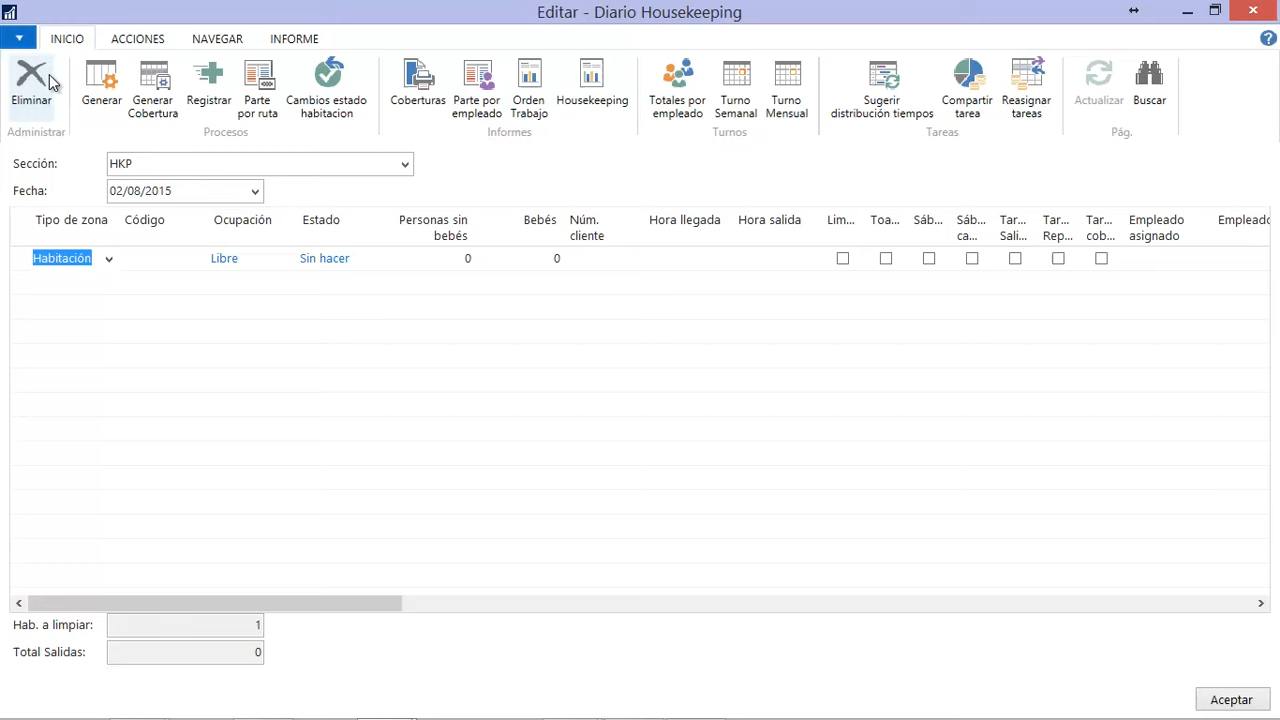 Editar - Diario Housekeeping
INICIO ACCIONES NAVEGAR INFORME
Eliminar
Generar
Generar Cobertura
Registrar
Parte por ruta
Cambios estado habitacion
Coberturas
Parte por empleado
Orden Trabajo
Housekeeping
Totales por empleado
Turno Semanal
Turno Mensual
Sugerir distribución tiempos
Compartir tarea
Reasignar tareas
Actualizar
Buscar
Administrar Procesos Informes Turnos Tareas Pág.
Sección: HKP
Fecha: 02/08/2015
Tipo de zona Código Ocupación Estado Personas sin bebés Bebés Núm. cliente Hora llegada Hora salida Lim... Toa... Sáb... Sáb... ca... Tar... Sali... Tar... Rep... Tar... cob... Empleado asignado Empleado
Habitación Libre Sin hacer 0 0
Hab. a limpiar: 1
Total Salidas: 0
Aceptar